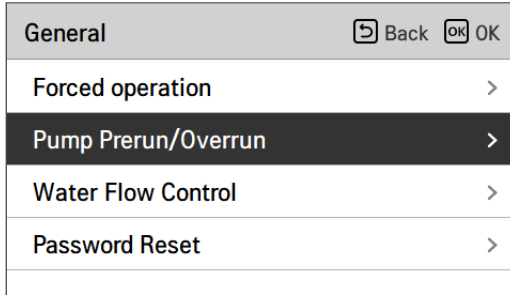 General Back OK OK
Forced operation >
Pump Prerun/Overrun >
Water Flow Control >
Password Reset >